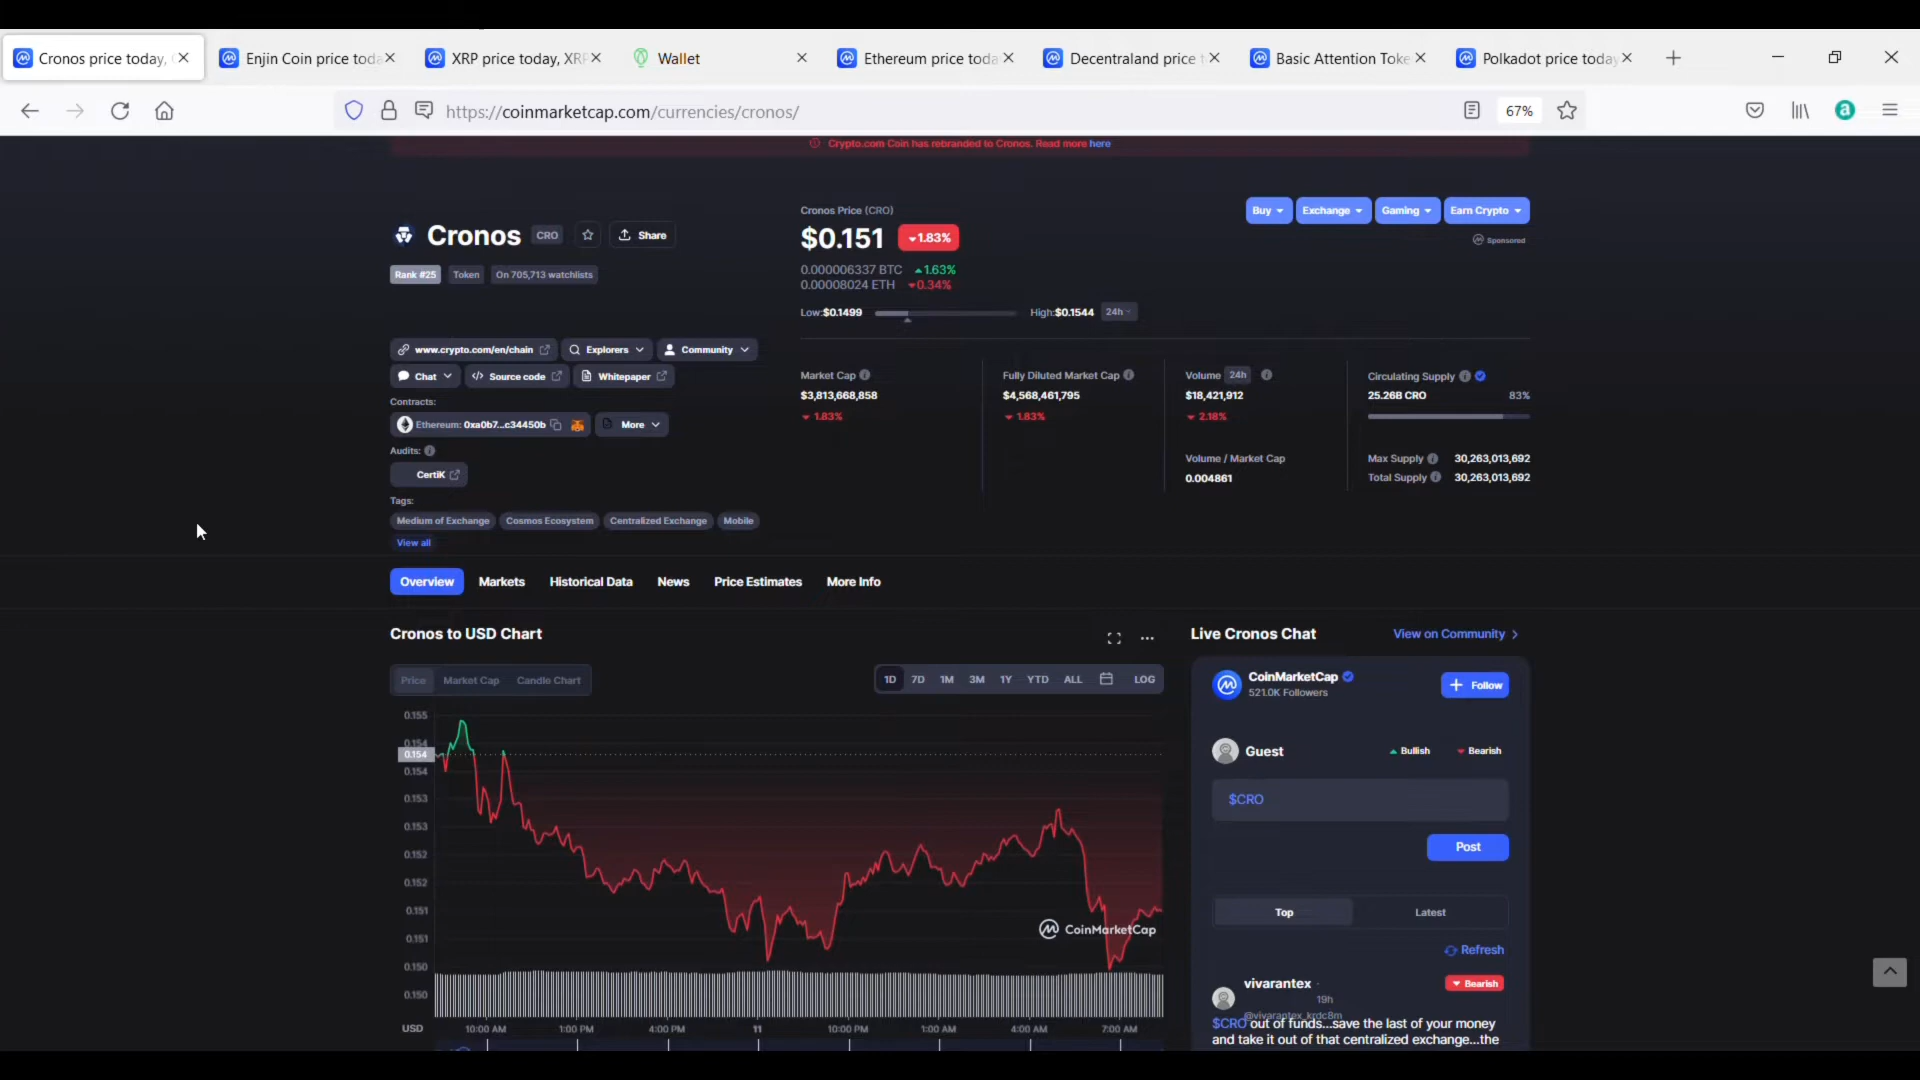 Cronos price today,
Enjin Coin price toda
XRP price today, XRP
Wallet
Ethereum price toda
Decentraland price t
Basic Attention Toke
Polkadot price today
https://coinmarketcap.com/currencies/cronos/
67%
Crypto.com Coin has rebranded to Cronos. Read more here
Cronos CRO
Share
Rank #25
Token
On 705,713 watchlists
Cronos Price (CRO)
$0.151 1.83%
0.000006337 BTC 1.63%
0.00008024 ETH 0.34%
Low:$0.1499
High:$0.1544
24h
Buy
Exchange
Gaming
Earn Crypto
Sponsored
www.crypto.com/en/chain
Explorers
Community
Chat
Source code
Whitepaper
Contracts:
Ethereum: 0xa0b7...c34450b
More
Audits:
CertiK
Tags:
Medium of Exchange
Cosmos Ecosystem
Centralized Exchange
Mobile
View all
Market Cap
$3,813,668,858
1.83%
Fully Diluted Market Cap
$4,568,461,795
1.83%
Volume 24h
$18,421,912
2.18%
Volume / Market Cap
0.004861
Circulating Supply
25.26B CRO 83%
Max Supply 30,263,013,692
Total Supply 30,263,013,692
Overview
Markets
Historical Data
News
Price Estimates
More Info
Cronos to USD Chart
Price
Market Cap
Candle Chart
1D
7D
1M
3M
1Y
YTD
ALL
LOG
0.155
0.154
0.154
0.154
0.153
0.153
0.152
0.152
0.151
0.151
0.150
0.150
CoinMarketCap
USD
10:00 AM
1:00 PM
4:00 PM
11
10:00 PM
1:00 AM
4:00 AM
7:00 AM
Live Cronos Chat
View on Community
CoinMarketCap
521.0K Followers
Follow
Guest
Bullish
Bearish
$CRO
Post
Top
Latest
Refresh
vivarantex ·
19h
Bearish
@vivarantex_krdc8m
$CRO out of funds...save the last of your money
and take it out of that centralized exchange...the